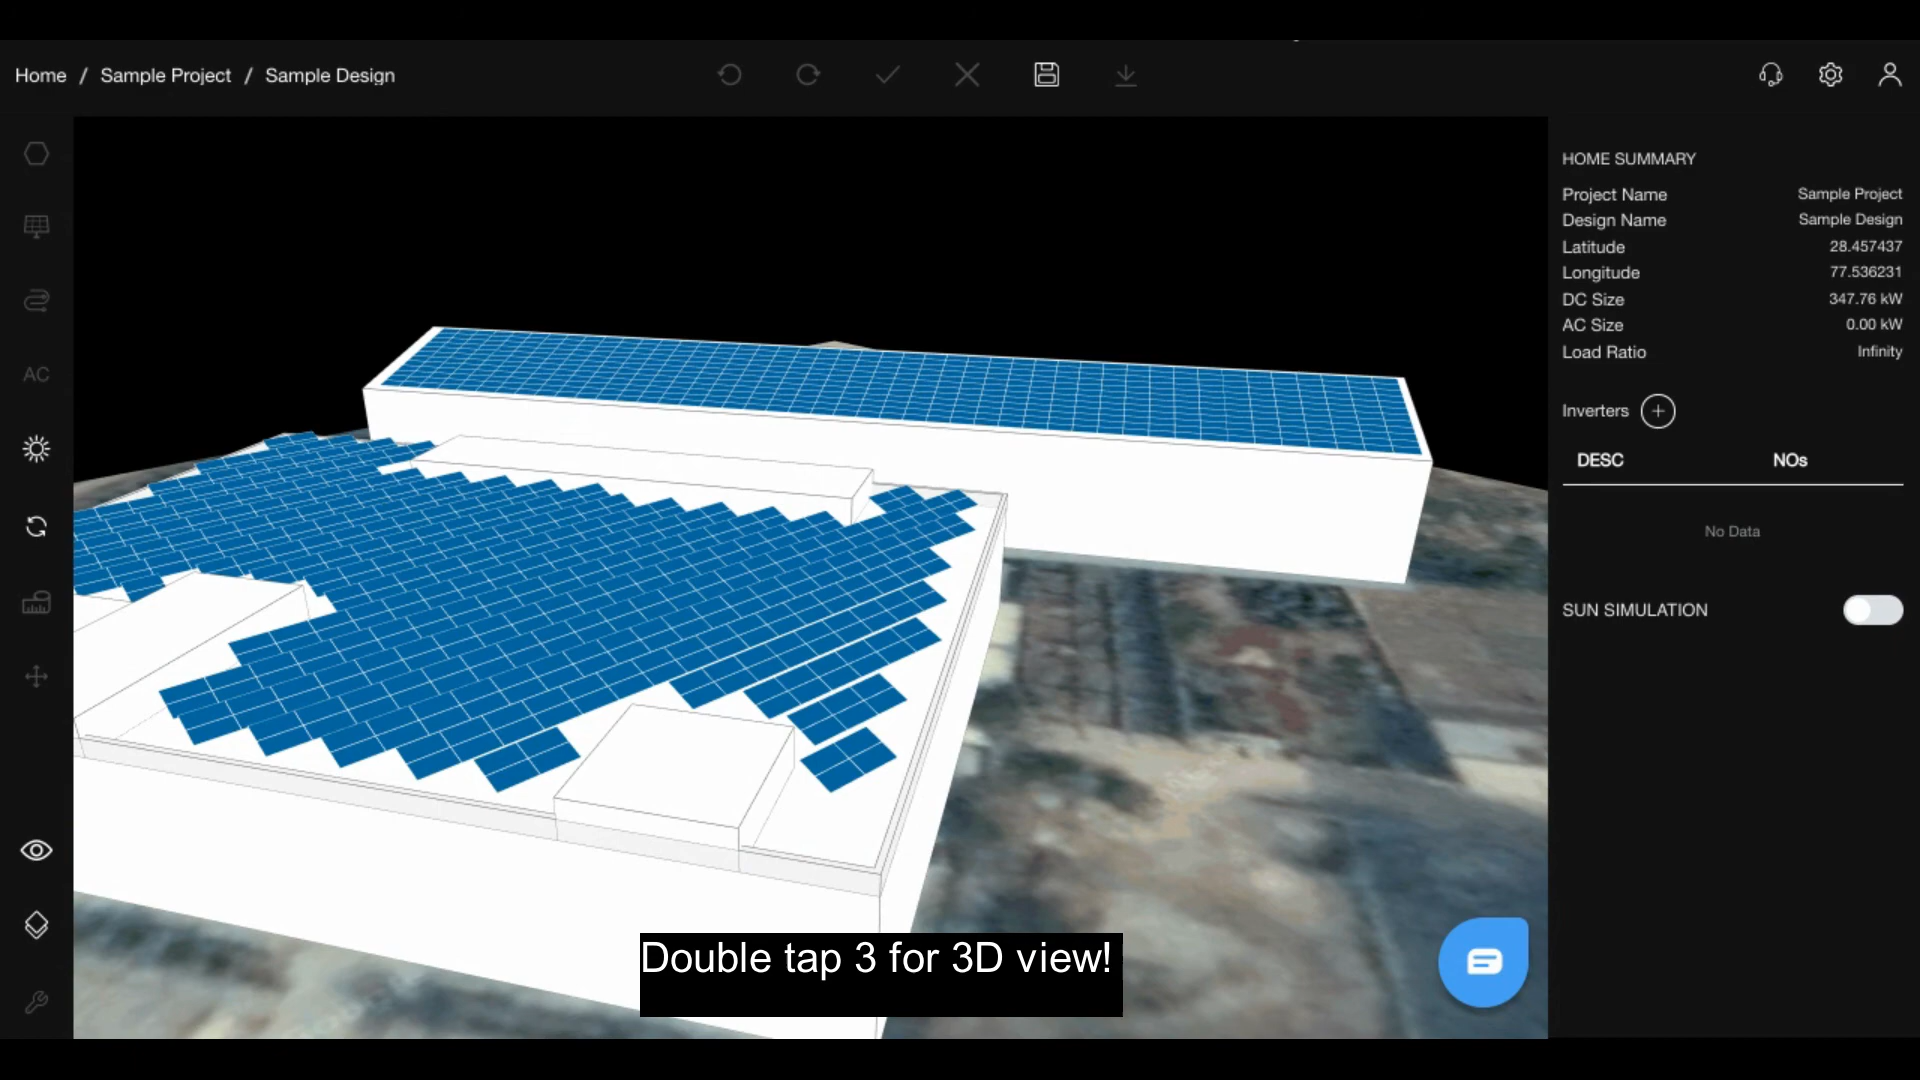 Home / Sample Project / Sample Design
AC
HOME SUMMARY
Project Name Sample Project
Design Name Sample Design
Latitude 28.457437
Longitude 77.536231
DC Size 347.76 kW
AC Size 0.00 kW
Load Ratio Infinity
Inverters
DESC NOs
No Data
SUN SIMULATION
Double tap 3 for 3D view!